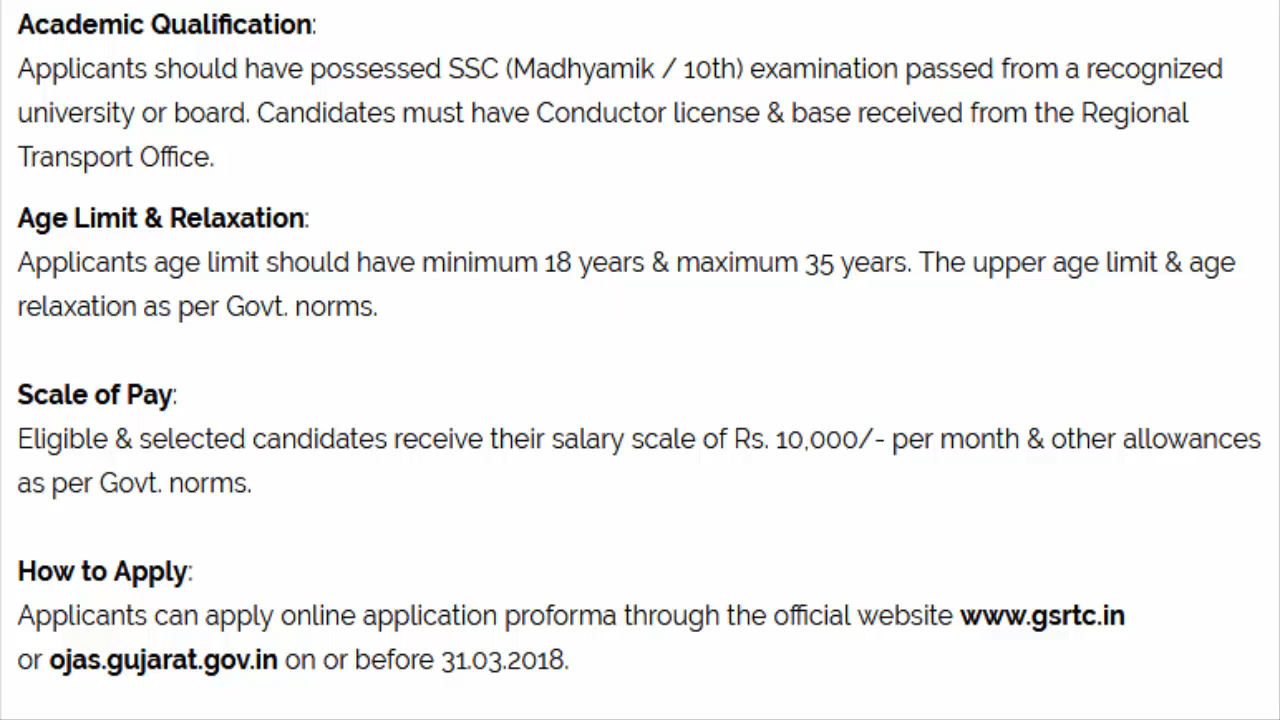 Academic Qualification:
Applicants should have possessed SSC (Madhyamik / 10th) examination passed from a recognized
university or board. Candidates must have Conductor license & base received from the Regional
Transport Office.
Age Limit & Relaxation:
Applicants age limit should have minimum 18 years & maximum 35 years. The upper age limit & age
relaxation as per Govt. norms.
Scale of Pay:
Eligible & selected candidates receive their salary scale of Rs. 10,000/- per month & other allowances
as per Govt. norms.
How to Apply:
Applicants can apply online application proforma through the official website www.gsrtc.in
or ojas.gujarat.gov.in on or before 31.03.2018.